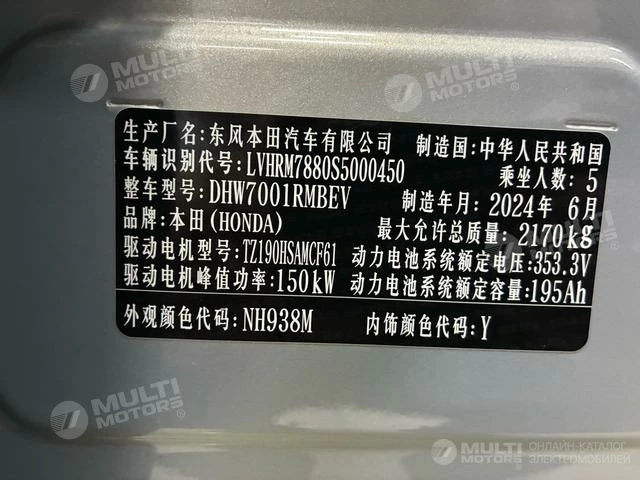 MULTI MOTORS
MULTI MOTORS
生产厂名:东风本田汽车有限公司 制造国:中华人民共和国
车辆识别代号:LVHRM7880S5000450 乘坐人数:5
整车型号:DHW7001RMBEV 制造年月:2024年6月
品牌:本田(HONDA) 最大允许总质量:2170kg
驱动电机型号:TZ190HSAMCF61 动力电池系统额定电压:353.3V
驱动电机峰值功率:150kW 动力电池系统额定容量:195Ah
外观颜色代码:NH938M 内饰颜色代码:Y
MULTI MOTORS
MULTI MOTORS ОНЛАЙН-КАТАЛОГ ЭЛЕКТРОМОБИЛЕЙ